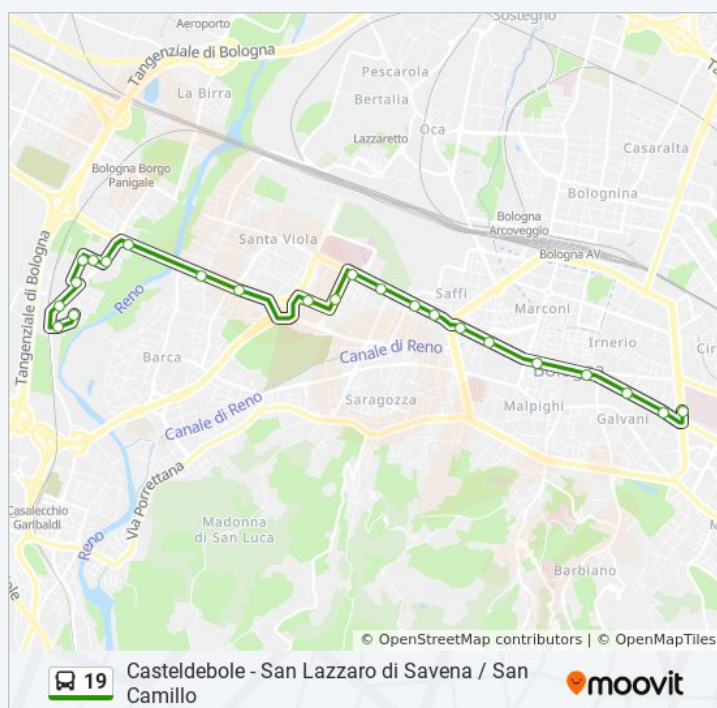 Aeroporto
Tangenziale di Bologna
La Birra
Sostegno
Pescarola
Bertalia
Lazzaretto
Oca
Casaralta
Bologna Borgo
Panigale
Bolognina
Santa Viola
Bologna
Arcoveggio
Bologna AV
Tangenziale di Bologna
Reno
Saffi
Marconi
Irnerio
Barca
Canale di Reno
Canale di Reno
Saragozza
Malpighi
Galvani
Casalecchio
Garibaldi
Via Porrettana
Reno
Madonna
di San Luca
Barbiano
© OpenStreetMap contributors | © OpenMapTiles
19
Casteldebole - San Lazzaro di Savena / San
Camillo
moovit